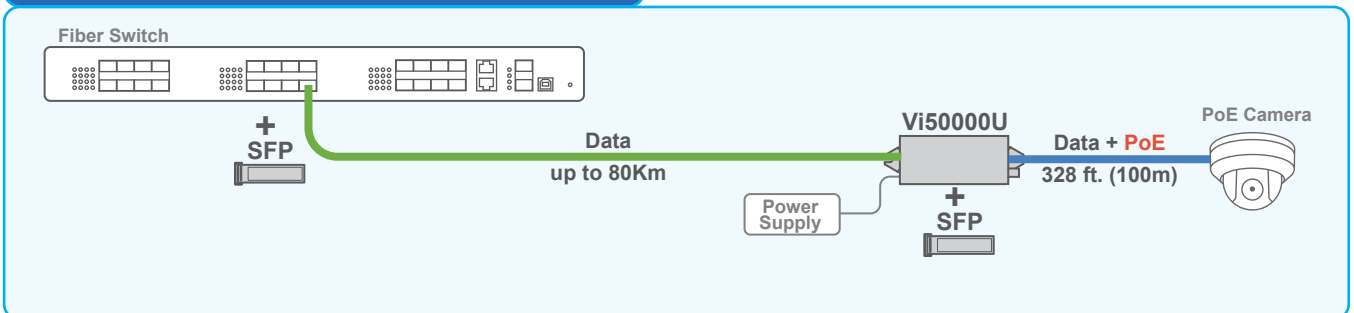 Fiber Switch
+
SFP
Data
up to 80Km
Vi50000U
Power
Supply
+
SFP
Data + PoE
328 ft. (100m)
PoE Camera